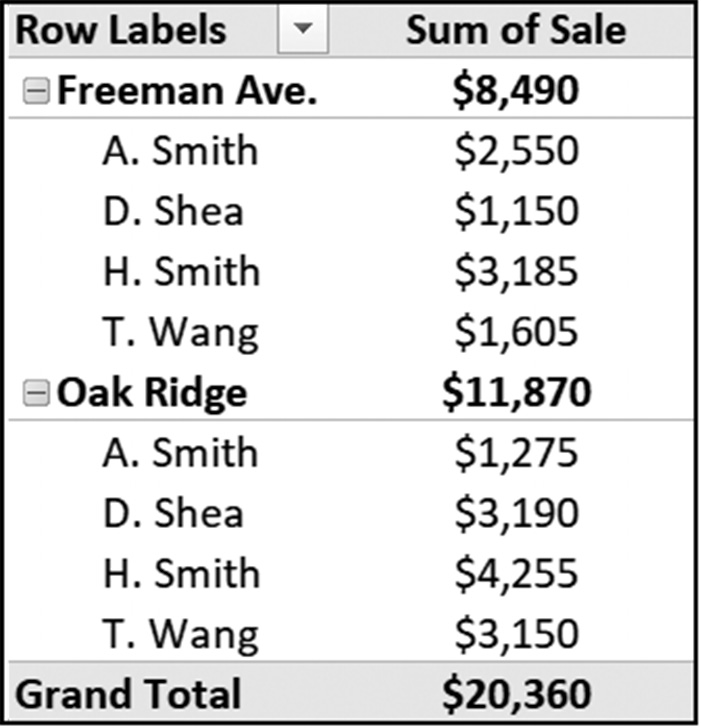 Row Labels Sum of Sale
Freeman Ave. $8,490
A. Smith $2,550
D. Shea $1,150
H. Smith $3,185
T. Wang $1,605
Oak Ridge $11,870
A. Smith $1,275
D. Shea $3,190
H. Smith $4,255
T. Wang $3,150
Grand Total $20,360